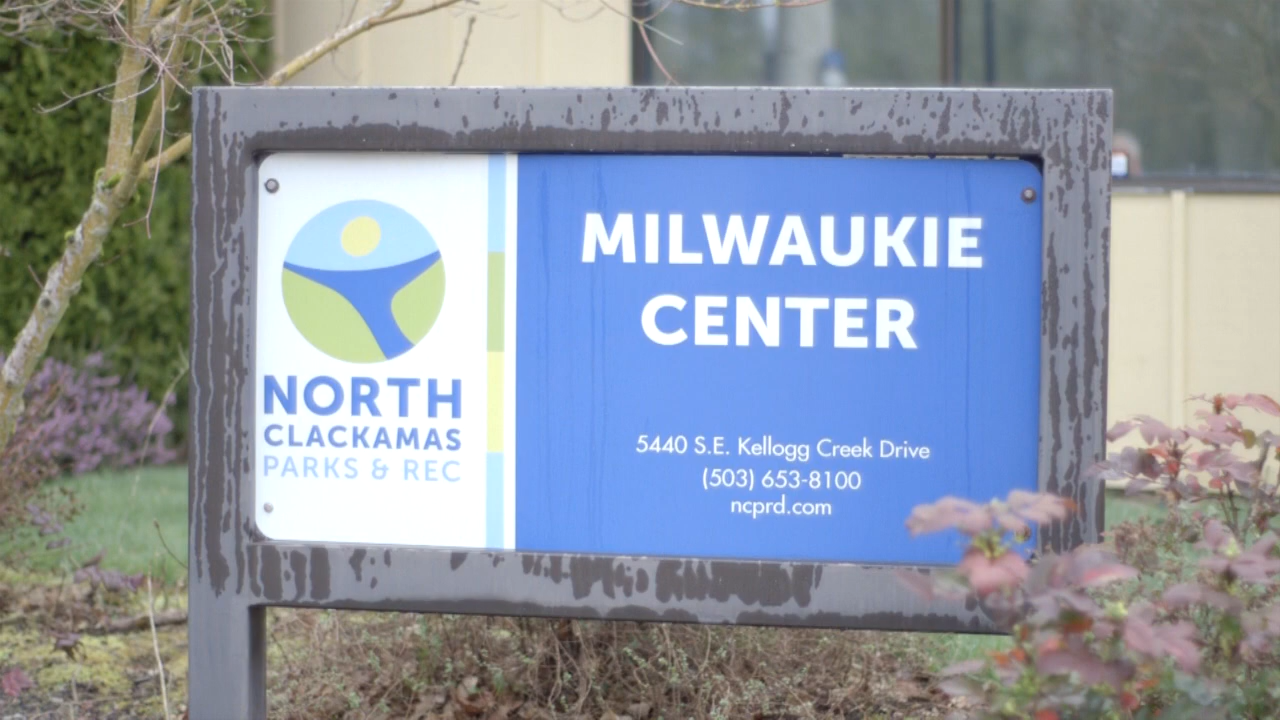 NORTH
CLACKAMAS
PARKS & REC
MILWAUKIE
CENTER
5440 S.E. Kellogg Creek Drive
(503) 653-8100
ncprd.com